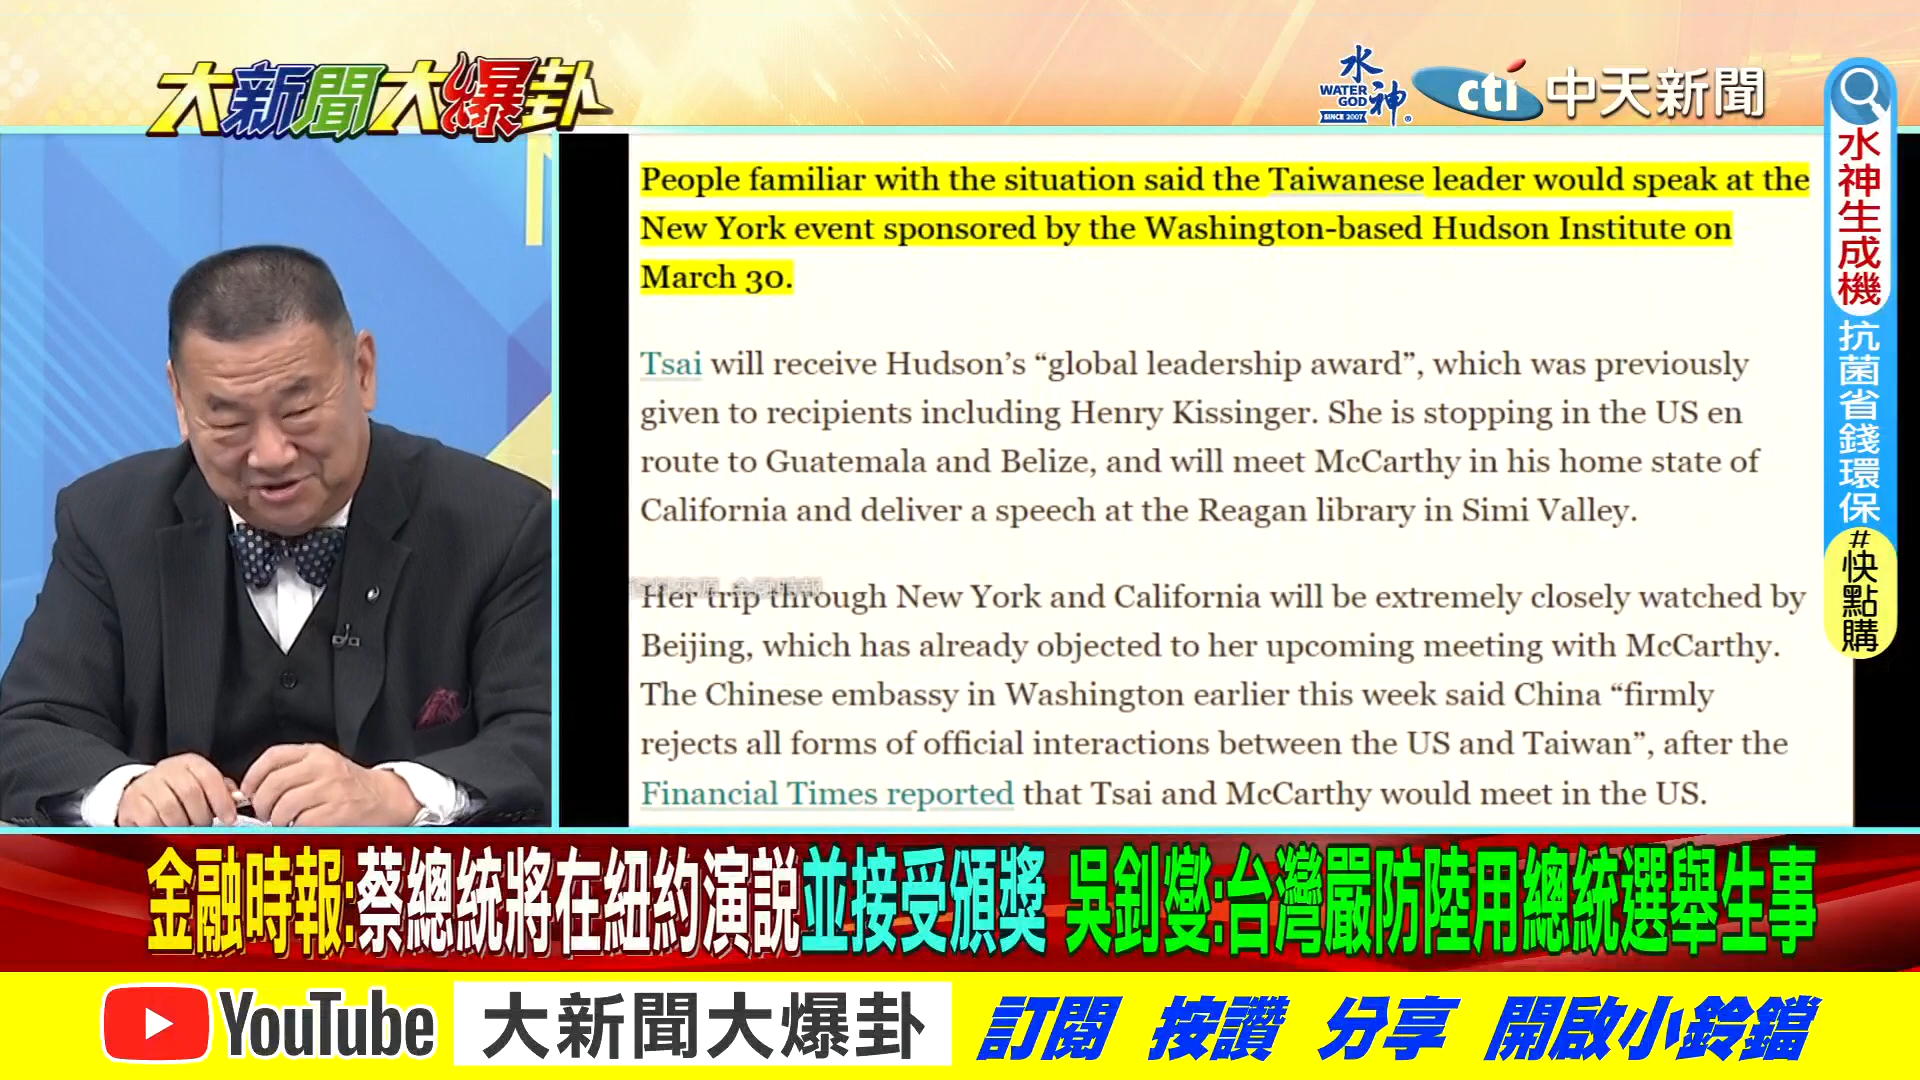 大新聞大爆卦
水神
WATER GOD
SINCE 2007
cti 中天新聞
People familiar with the situation said the Taiwanese leader would speak at the
New York event sponsored by the Washington-based Hudson Institute on
March 30.
Tsai will receive Hudson’s “global leadership award”, which was previously
given to recipients including Henry Kissinger. She is stopping in the US en
route to Guatemala and Belize, and will meet McCarthy in his home state of
California and deliver a speech at the Reagan library in Simi Valley.
資料來源 金融時報
Her trip through New York and California will be extremely closely watched by
Beijing, which has already objected to her upcoming meeting with McCarthy.
The Chinese embassy in Washington earlier this week said China “firmly
rejects all forms of official interactions between the US and Taiwan”, after the
Financial Times reported that Tsai and McCarthy would meet in the US.
水神生成機
抗菌省錢環保
#快點購
金融時報:蔡總統將在紐約演説並接受頒獎 吳釗燮:台灣嚴防陸用總統選舉生事
YouTube 大新聞大爆卦 訂閱 按讚 分享 開啟小鈴鐺